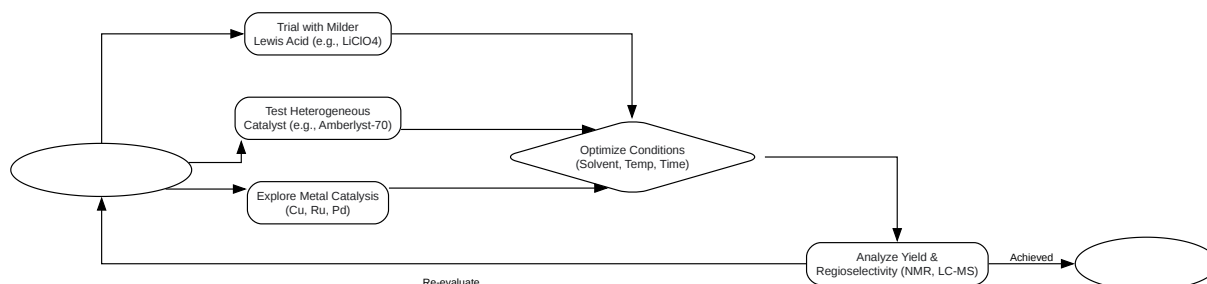 Trial with Milder
Lewis Acid (e.g., LiClO4)
Test Heterogeneous
Catalyst (e.g., Amberlyst-70)
Optimize Conditions
(Solvent, Temp, Time)
Explore Metal Catalysis
(Cu, Ru, Pd)
Analyze Yield &
Regioselectivity (NMR, LC-MS)
Achieved
Re-evaluate